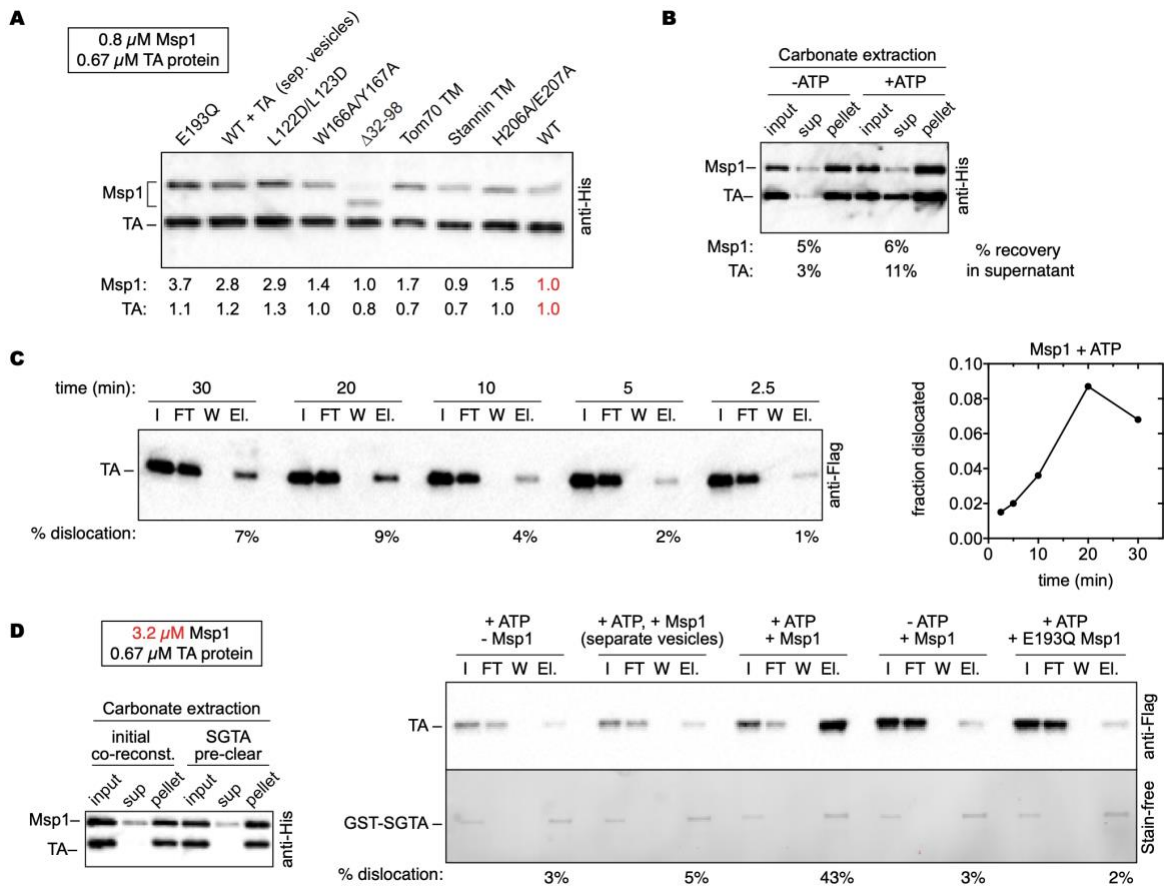 A
0.8 µM Msp1
0.67 µM TA protein
E193Q
WT + TA (sep. vesicles)
L122D/L123D
W166A/Y167A
Δ32-98
Tom70 TM
Stannin TM
H206A/E207A
WT
Msp1
TA –
anti-His
Msp1: 3.7 2.8 2.9 1.4 1.0 1.7 0.9 1.5 1.0
TA: 1.1 1.2 1.3 1.0 0.8 0.7 0.7 1.0 1.0
B
Carbonate extraction
-ATP +ATP
input sup pellet input sup pellet
Msp1–
TA–
anti-His
Msp1: 5% 6% % recovery
TA: 3% 11% in supernatant
C
time (min): 30 20 10 5 2.5
I FT W El. I FT W El. I FT W El. I FT W El. I FT W El.
TA –
anti-Flag
% dislocation: 7% 9% 4% 2% 1%
Msp1 + ATP
fraction dislocated
0.10
0.08
0.06
0.04
0.02
0.00
0 10 20 30
time (min)
D
3.2 µM Msp1
0.67 µM TA protein
Carbonate extraction
initial SGTA
co-reconst. pre-clear
input sup pellet input sup pellet
Msp1–
TA–
anti-His
+ ATP + ATP, + Msp1 + ATP - ATP + ATP
- Msp1 (separate vesicles) + Msp1 + Msp1 + E193Q Msp1
I FT W El. I FT W El. I FT W El. I FT W El. I FT W El.
TA –
anti-Flag
GST-SGTA –
Stain-free
% dislocation: 3% 5% 43% 3% 2%